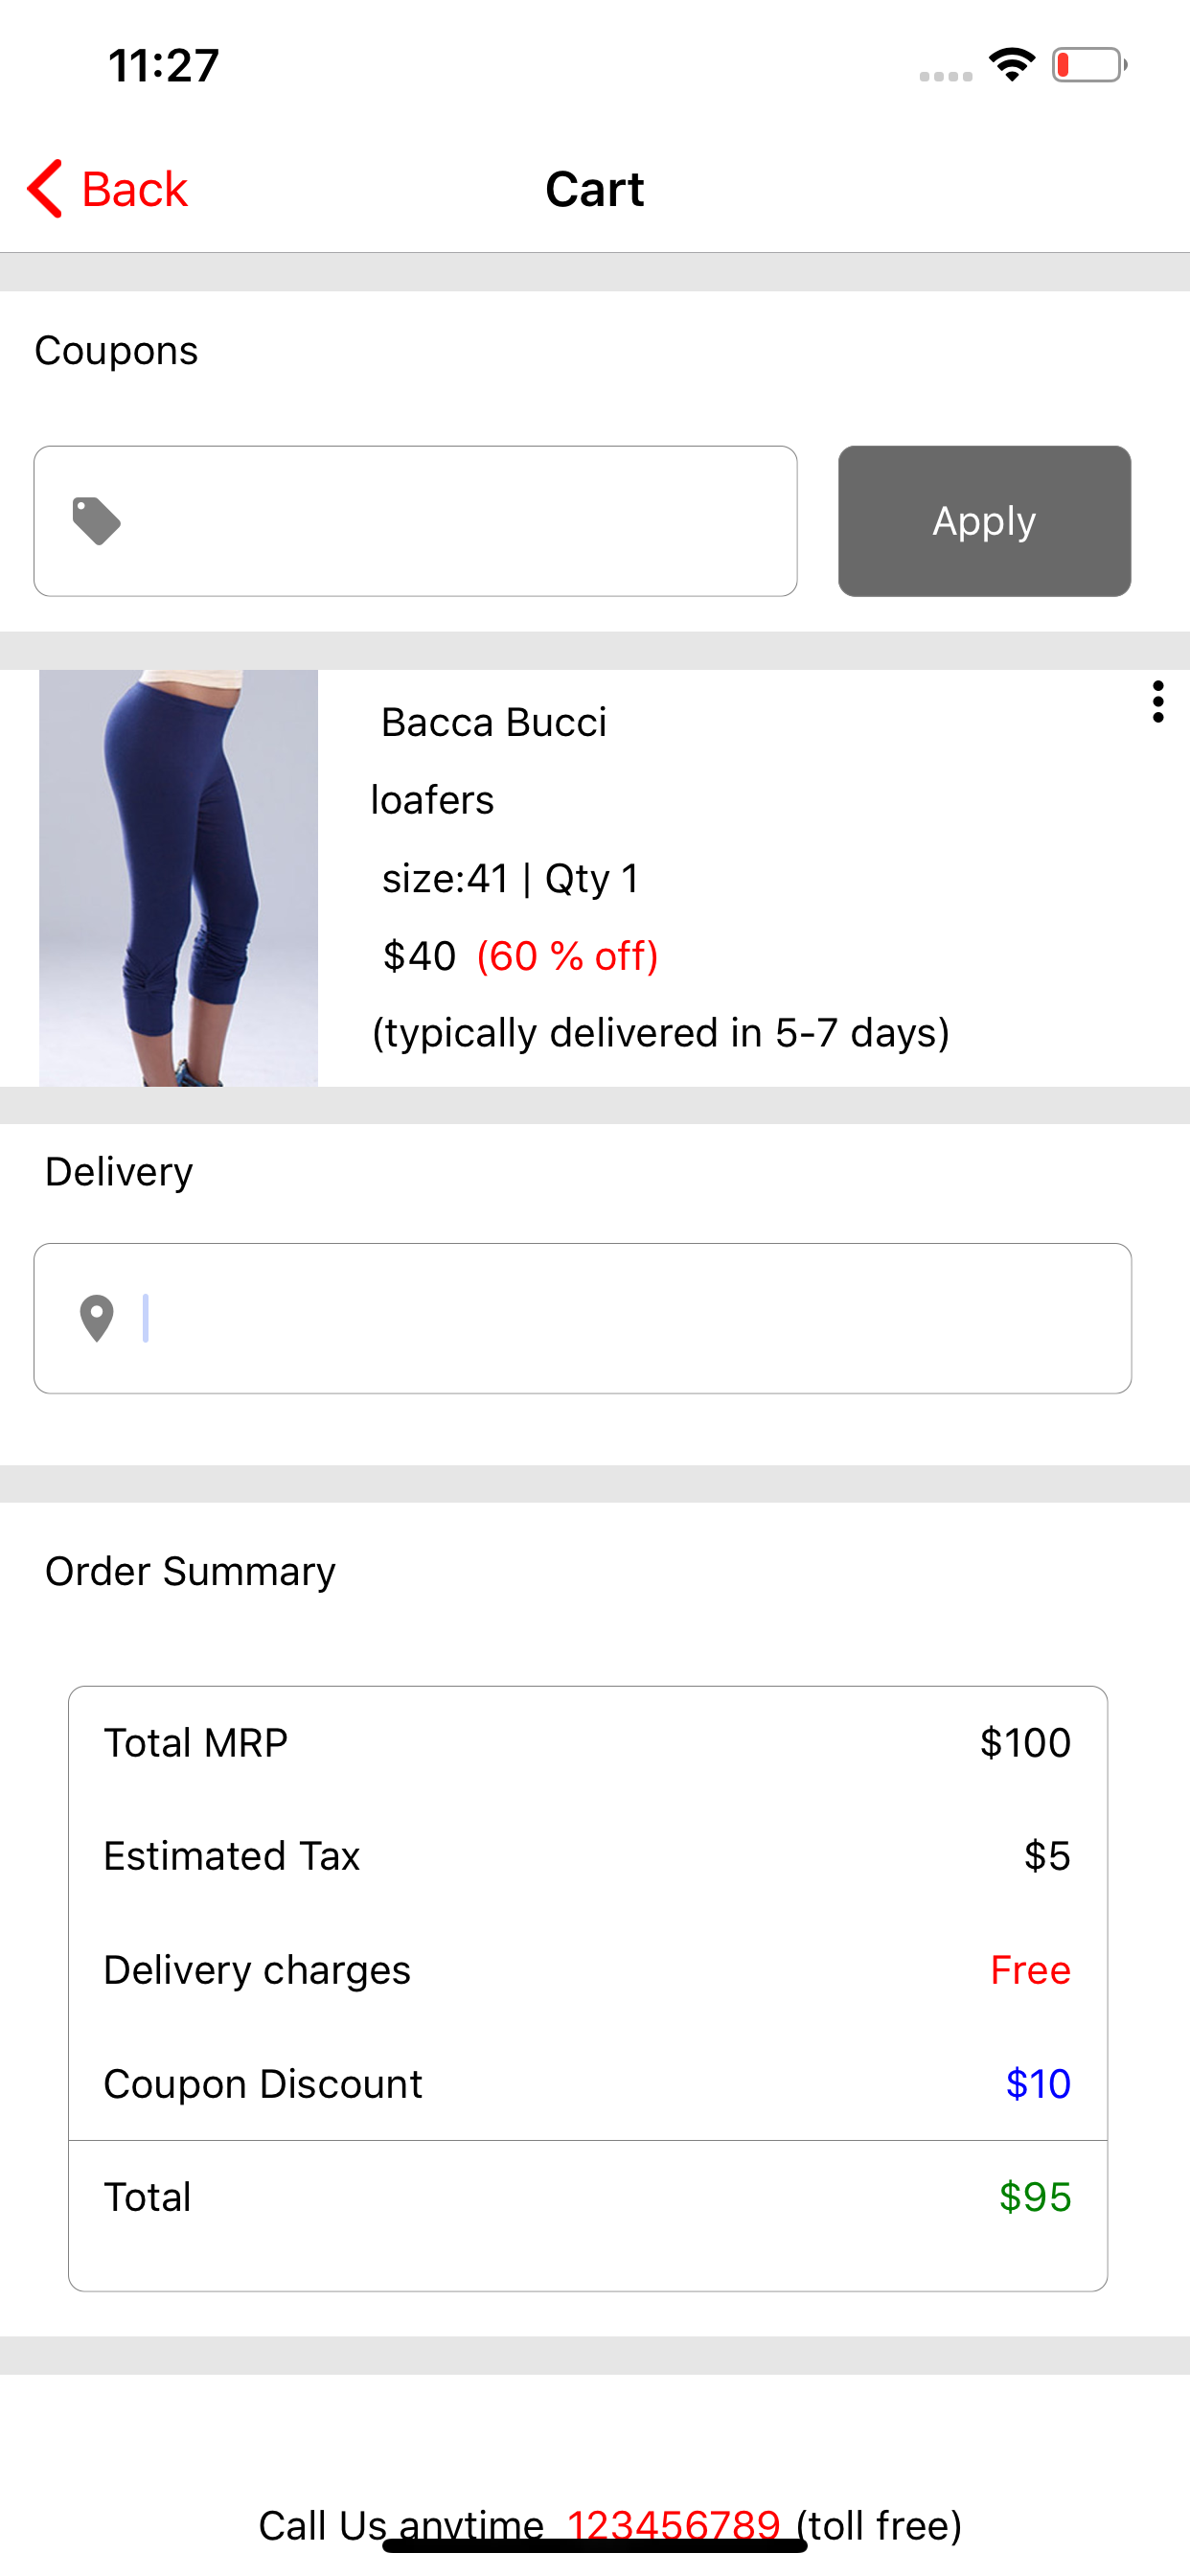 11:27
Back
Cart
Coupons
Apply
Bacca Bucci
loafers
size:41 | Qty 1
$40 (60 % off)
(typically delivered in 5-7 days)
Delivery
Order Summary
Total MRP $100
Estimated Tax $5
Delivery charges Free
Coupon Discount $10
Total $95
Call Us anytime 123456789 (toll free)